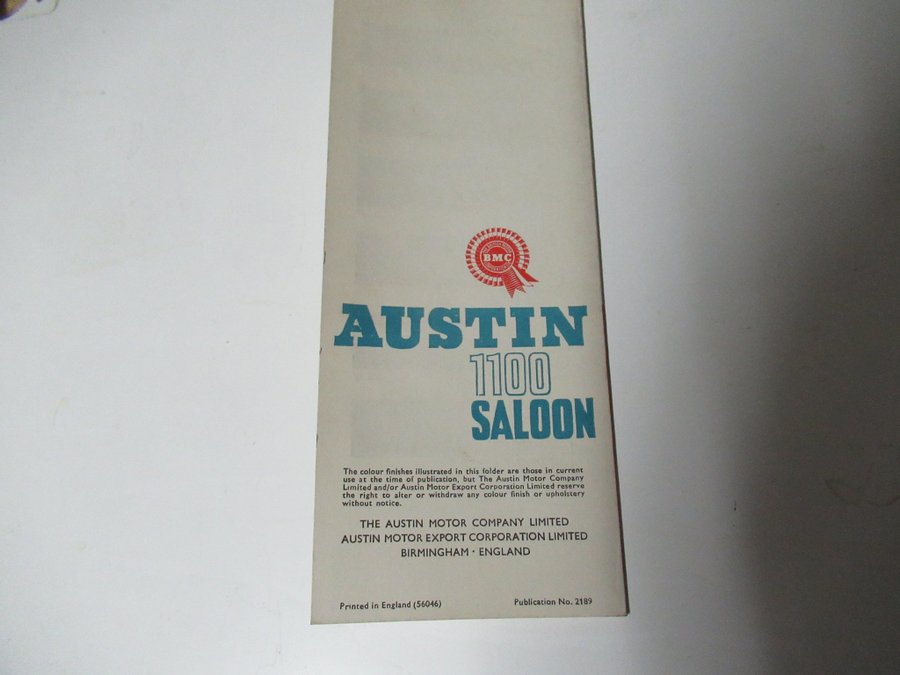 BMC
AUSTIN
1100
SALOON
The colour finishes illustrated in this folder are those in current
use at the time of publication, but The Austin Motor Company
Limited and/or Austin Motor Export Corporation Limited reserve
the right to alter or withdraw any colour finish or upholstery
without notice.
THE AUSTIN MOTOR COMPANY LIMITED
AUSTIN MOTOR EXPORT CORPORATION LIMITED
BIRMINGHAM · ENGLAND
Printed in England (56046) Publication No. 2189